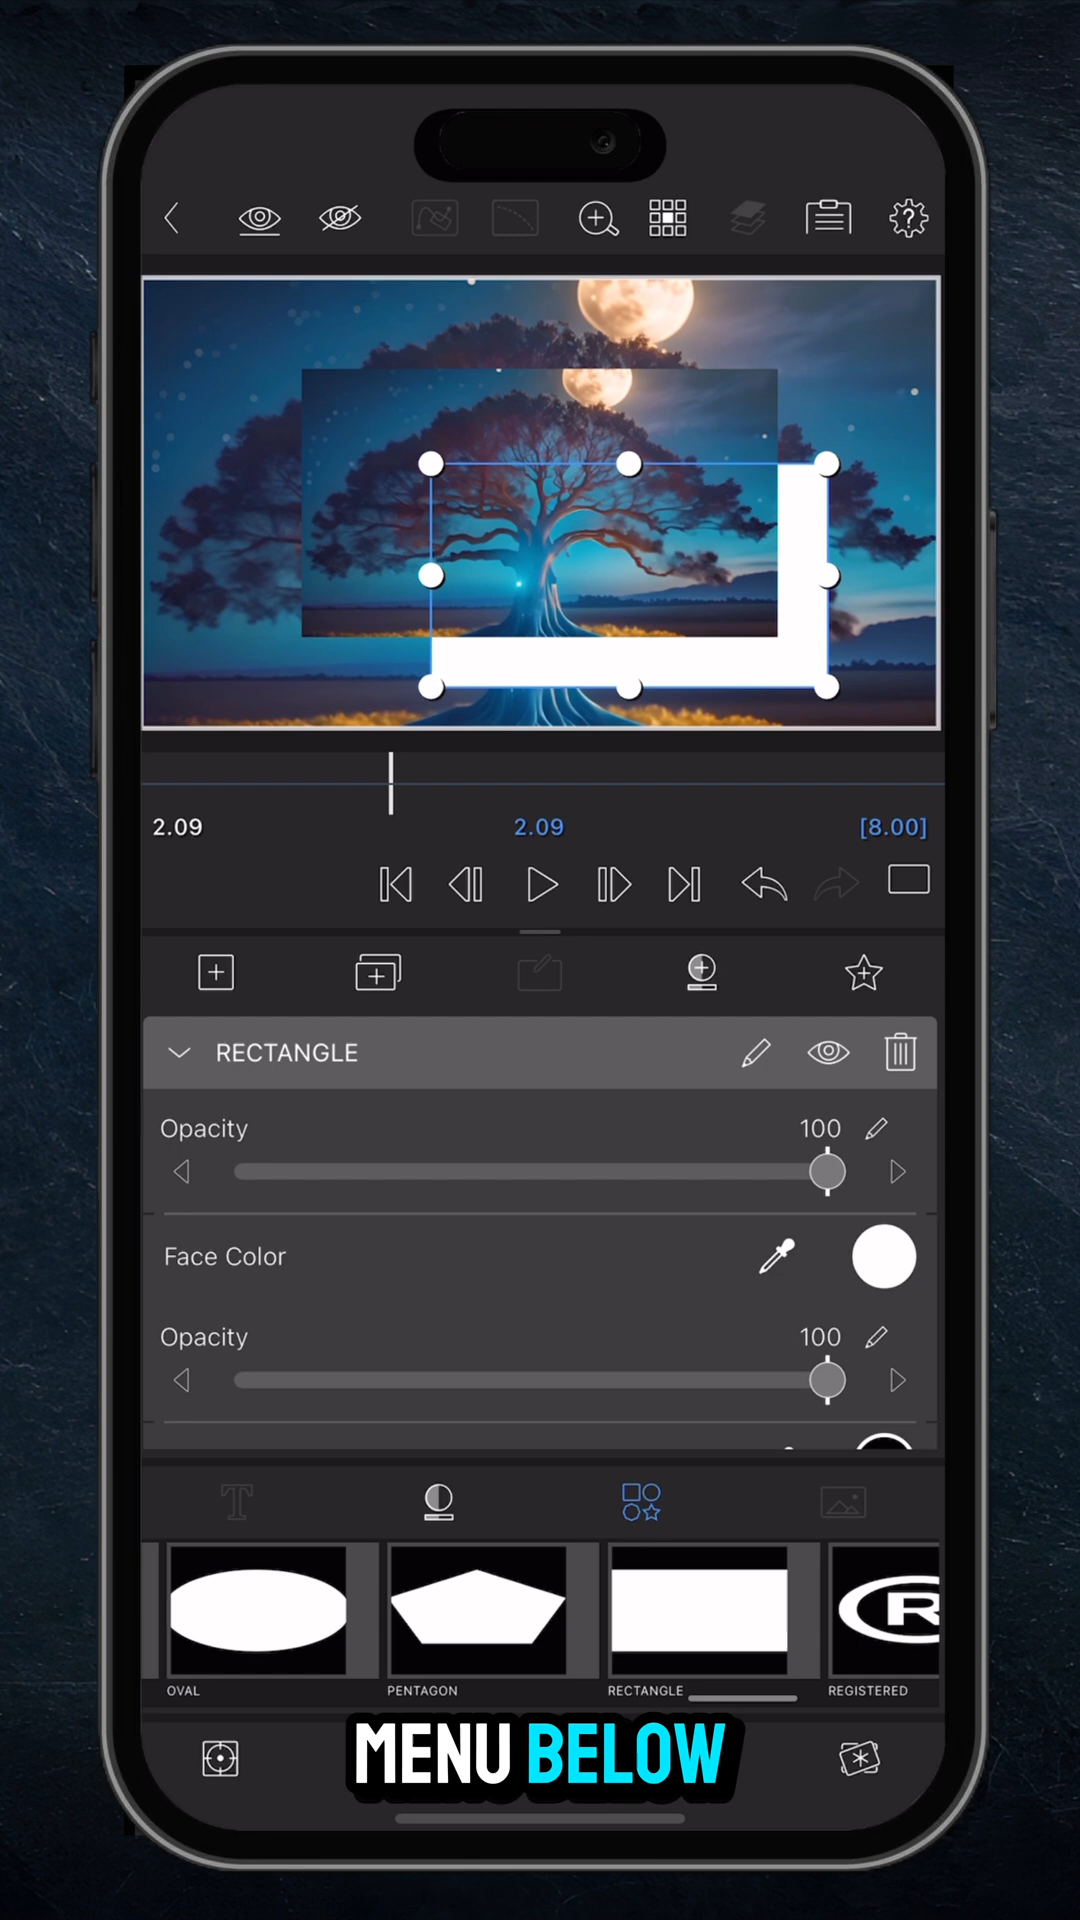 2.09
2.09
[8.00]
RECTANGLE
Opacity
100
Face Color
Opacity
100
T
OVAL
PENTAGON
RECTANGLE
R
REGISTERED
MENU BELOW